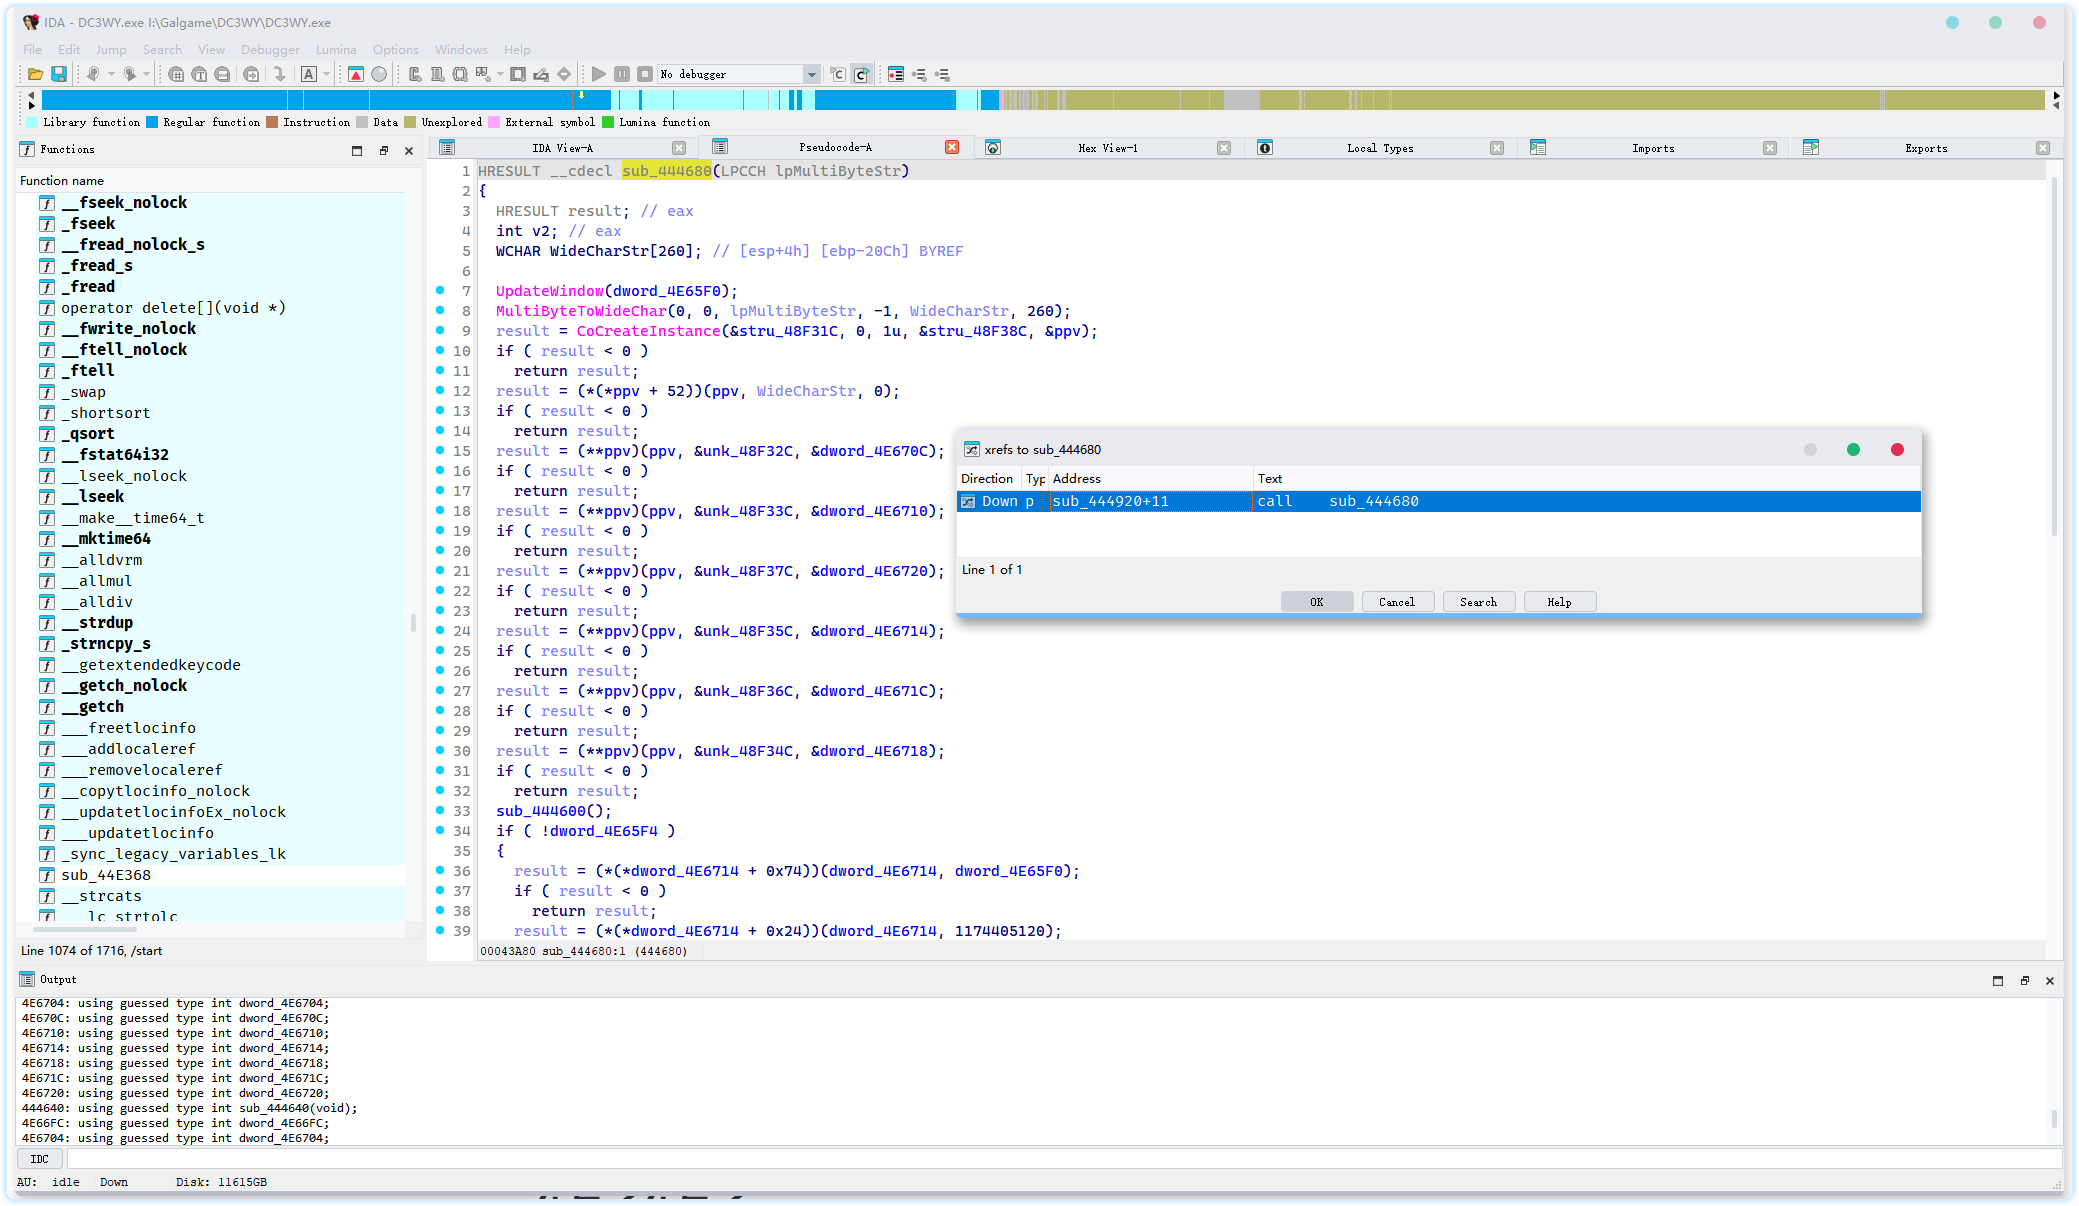 IDA - DC3WY.exe I:\Galgame\DC3WY\DC3WY.exe
File Edit Jump Search View Debugger Lumina Options Windows Help
No debugger
Library function Regular function Instruction Data Unexplored External symbol Lumina function
Functions
IDA View-A Pseudocode-A Hex View-1 Local Types Imports Exports
Function name
__fseek_nolock
_fseek
__fread_nolock_s
_fread_s
_fread
operator delete[](void *)
__fwrite_nolock
__ftell_nolock
_ftell
_swap
_shortsort
_qsort
__fstat64i32
__lseek_nolock
__lseek
__make__time64_t
__mktime64
__alldvrm
__allmul
__alldiv
__strdup
_strncpy_s
__getextendedkeycode
__getch_nolock
__getch
___freetlocinfo
___addlocaleref
___removelocaleref
__copytlocinfo_nolock
__updatetlocinfoEx_nolock
___updatetlocinfo
_sync_legacy_variables_lk
sub_44E368
__strcats
__lc_strtolc
Line 1074 of 1716, /start
1 HRESULT __cdecl sub_444680(LPCCH lpMultiByteStr)
2 {
3 HRESULT result; // eax
4 int v2; // eax
5 WCHAR WideCharStr[260]; // [esp+4h] [ebp-20Ch] BYREF
6
7 UpdateWindow(dword_4E65F0);
8 MultiByteToWideChar(0, 0, lpMultiByteStr, -1, WideCharStr, 260);
9 result = CoCreateInstance(&stru_48F31C, 0, 1u, &stru_48F38C, &ppv);
10 if ( result < 0 )
11 return result;
12 result = (*(*ppv + 52))(ppv, WideCharStr, 0);
13 if ( result < 0 )
14 return result;
15 result = (**ppv)(ppv, &unk_48F32C, &dword_4E670C);
16 if ( result < 0 )
17 return result;
18 result = (**ppv)(ppv, &unk_48F33C, &dword_4E6710);
19 if ( result < 0 )
20 return result;
21 result = (**ppv)(ppv, &unk_48F37C, &dword_4E6720);
22 if ( result < 0 )
23 return result;
24 result = (**ppv)(ppv, &unk_48F35C, &dword_4E6714);
25 if ( result < 0 )
26 return result;
27 result = (**ppv)(ppv, &unk_48F36C, &dword_4E671C);
28 if ( result < 0 )
29 return result;
30 result = (**ppv)(ppv, &unk_48F34C, &dword_4E6718);
31 if ( result < 0 )
32 return result;
33 sub_444600();
34 if ( !dword_4E65F4 )
35 {
36 result = (*(*dword_4E6714 + 0x74))(dword_4E6714, dword_4E65F0);
37 if ( result < 0 )
38 return result;
39 result = (*(*dword_4E6714 + 0x24))(dword_4E6714, 1174405120);
00043A80 sub_444680:1 (444680)
xrefs to sub_444680
Direction Typ Address Text
Down p sub_444920+11 call sub_444680
Line 1 of 1
OK Cancel Search Help
Output
4E6704: using guessed type int dword_4E6704;
4E670C: using guessed type int dword_4E670C;
4E6710: using guessed type int dword_4E6710;
4E6714: using guessed type int dword_4E6714;
4E6718: using guessed type int dword_4E6718;
4E671C: using guessed type int dword_4E671C;
4E6720: using guessed type int dword_4E6720;
444640: using guessed type int sub_444640(void);
4E66FC: using guessed type int dword_4E66FC;
4E6704: using guessed type int dword_4E6704;
IDC
AU: idle Down Disk: 11615GB